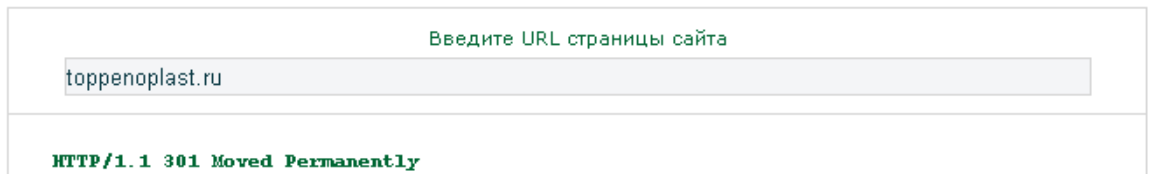 Введите URL страницы сайта
toppenoplast.ru
HTTP/1.1 301 Moved Permanently